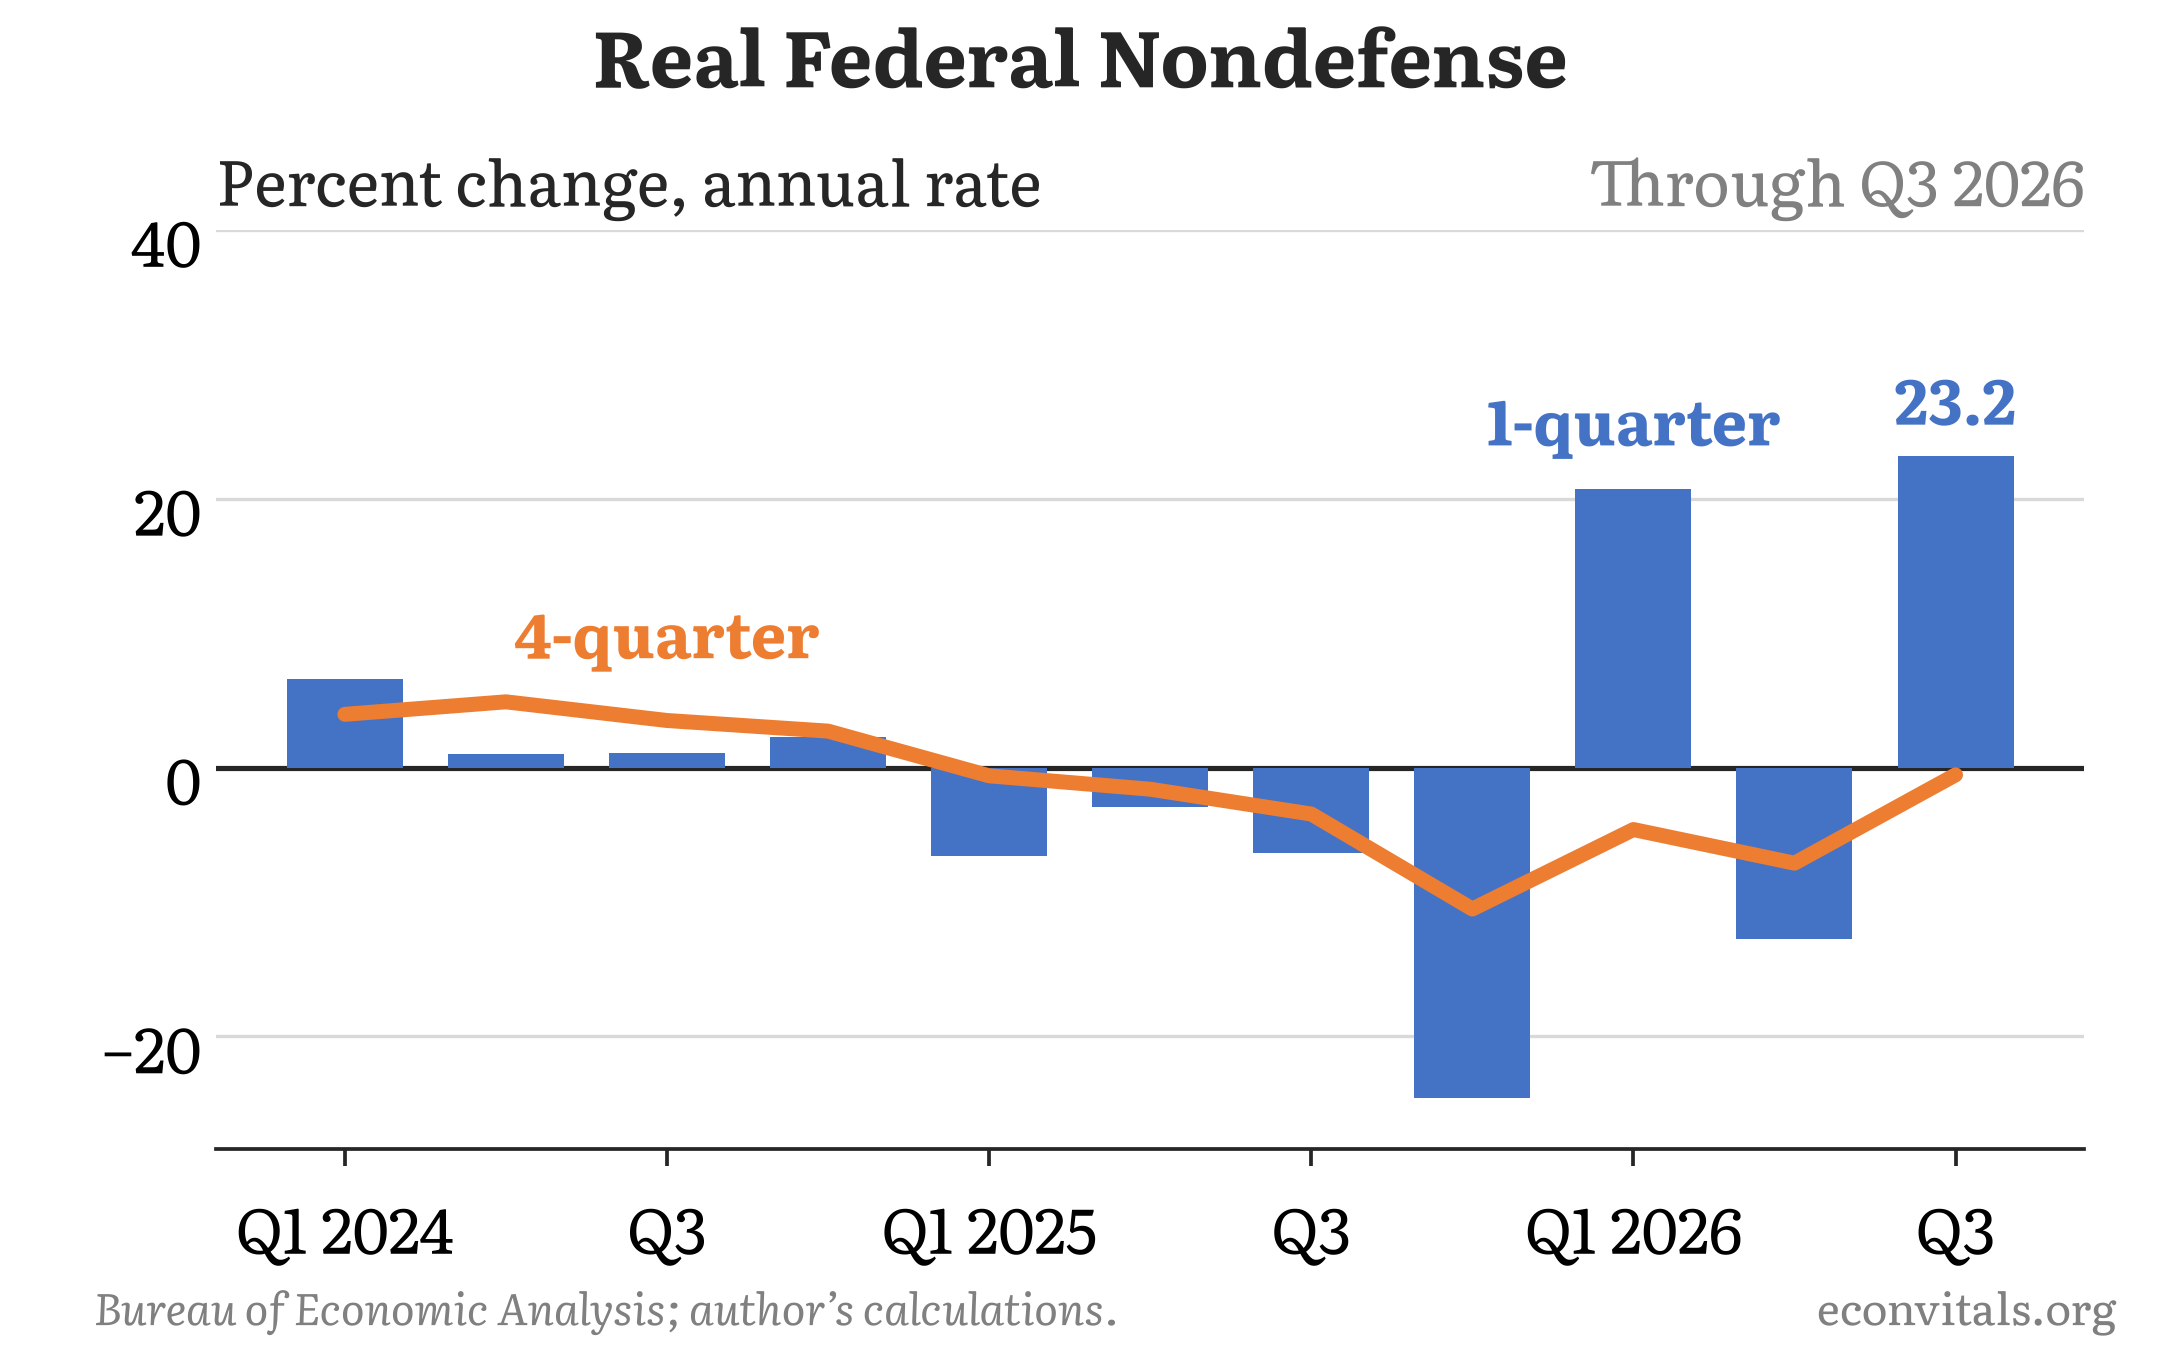 Real Federal Nondefense
Percent change, annual rate
Through Q3 2026
40
1-quarter
23.2
20
4-quarter
0
–20
Q1 2024
Q3
Q1 2025
Q3
Q1 2026
Q3
Bureau of Economic Analysis; author’s calculations.
econvitals.org